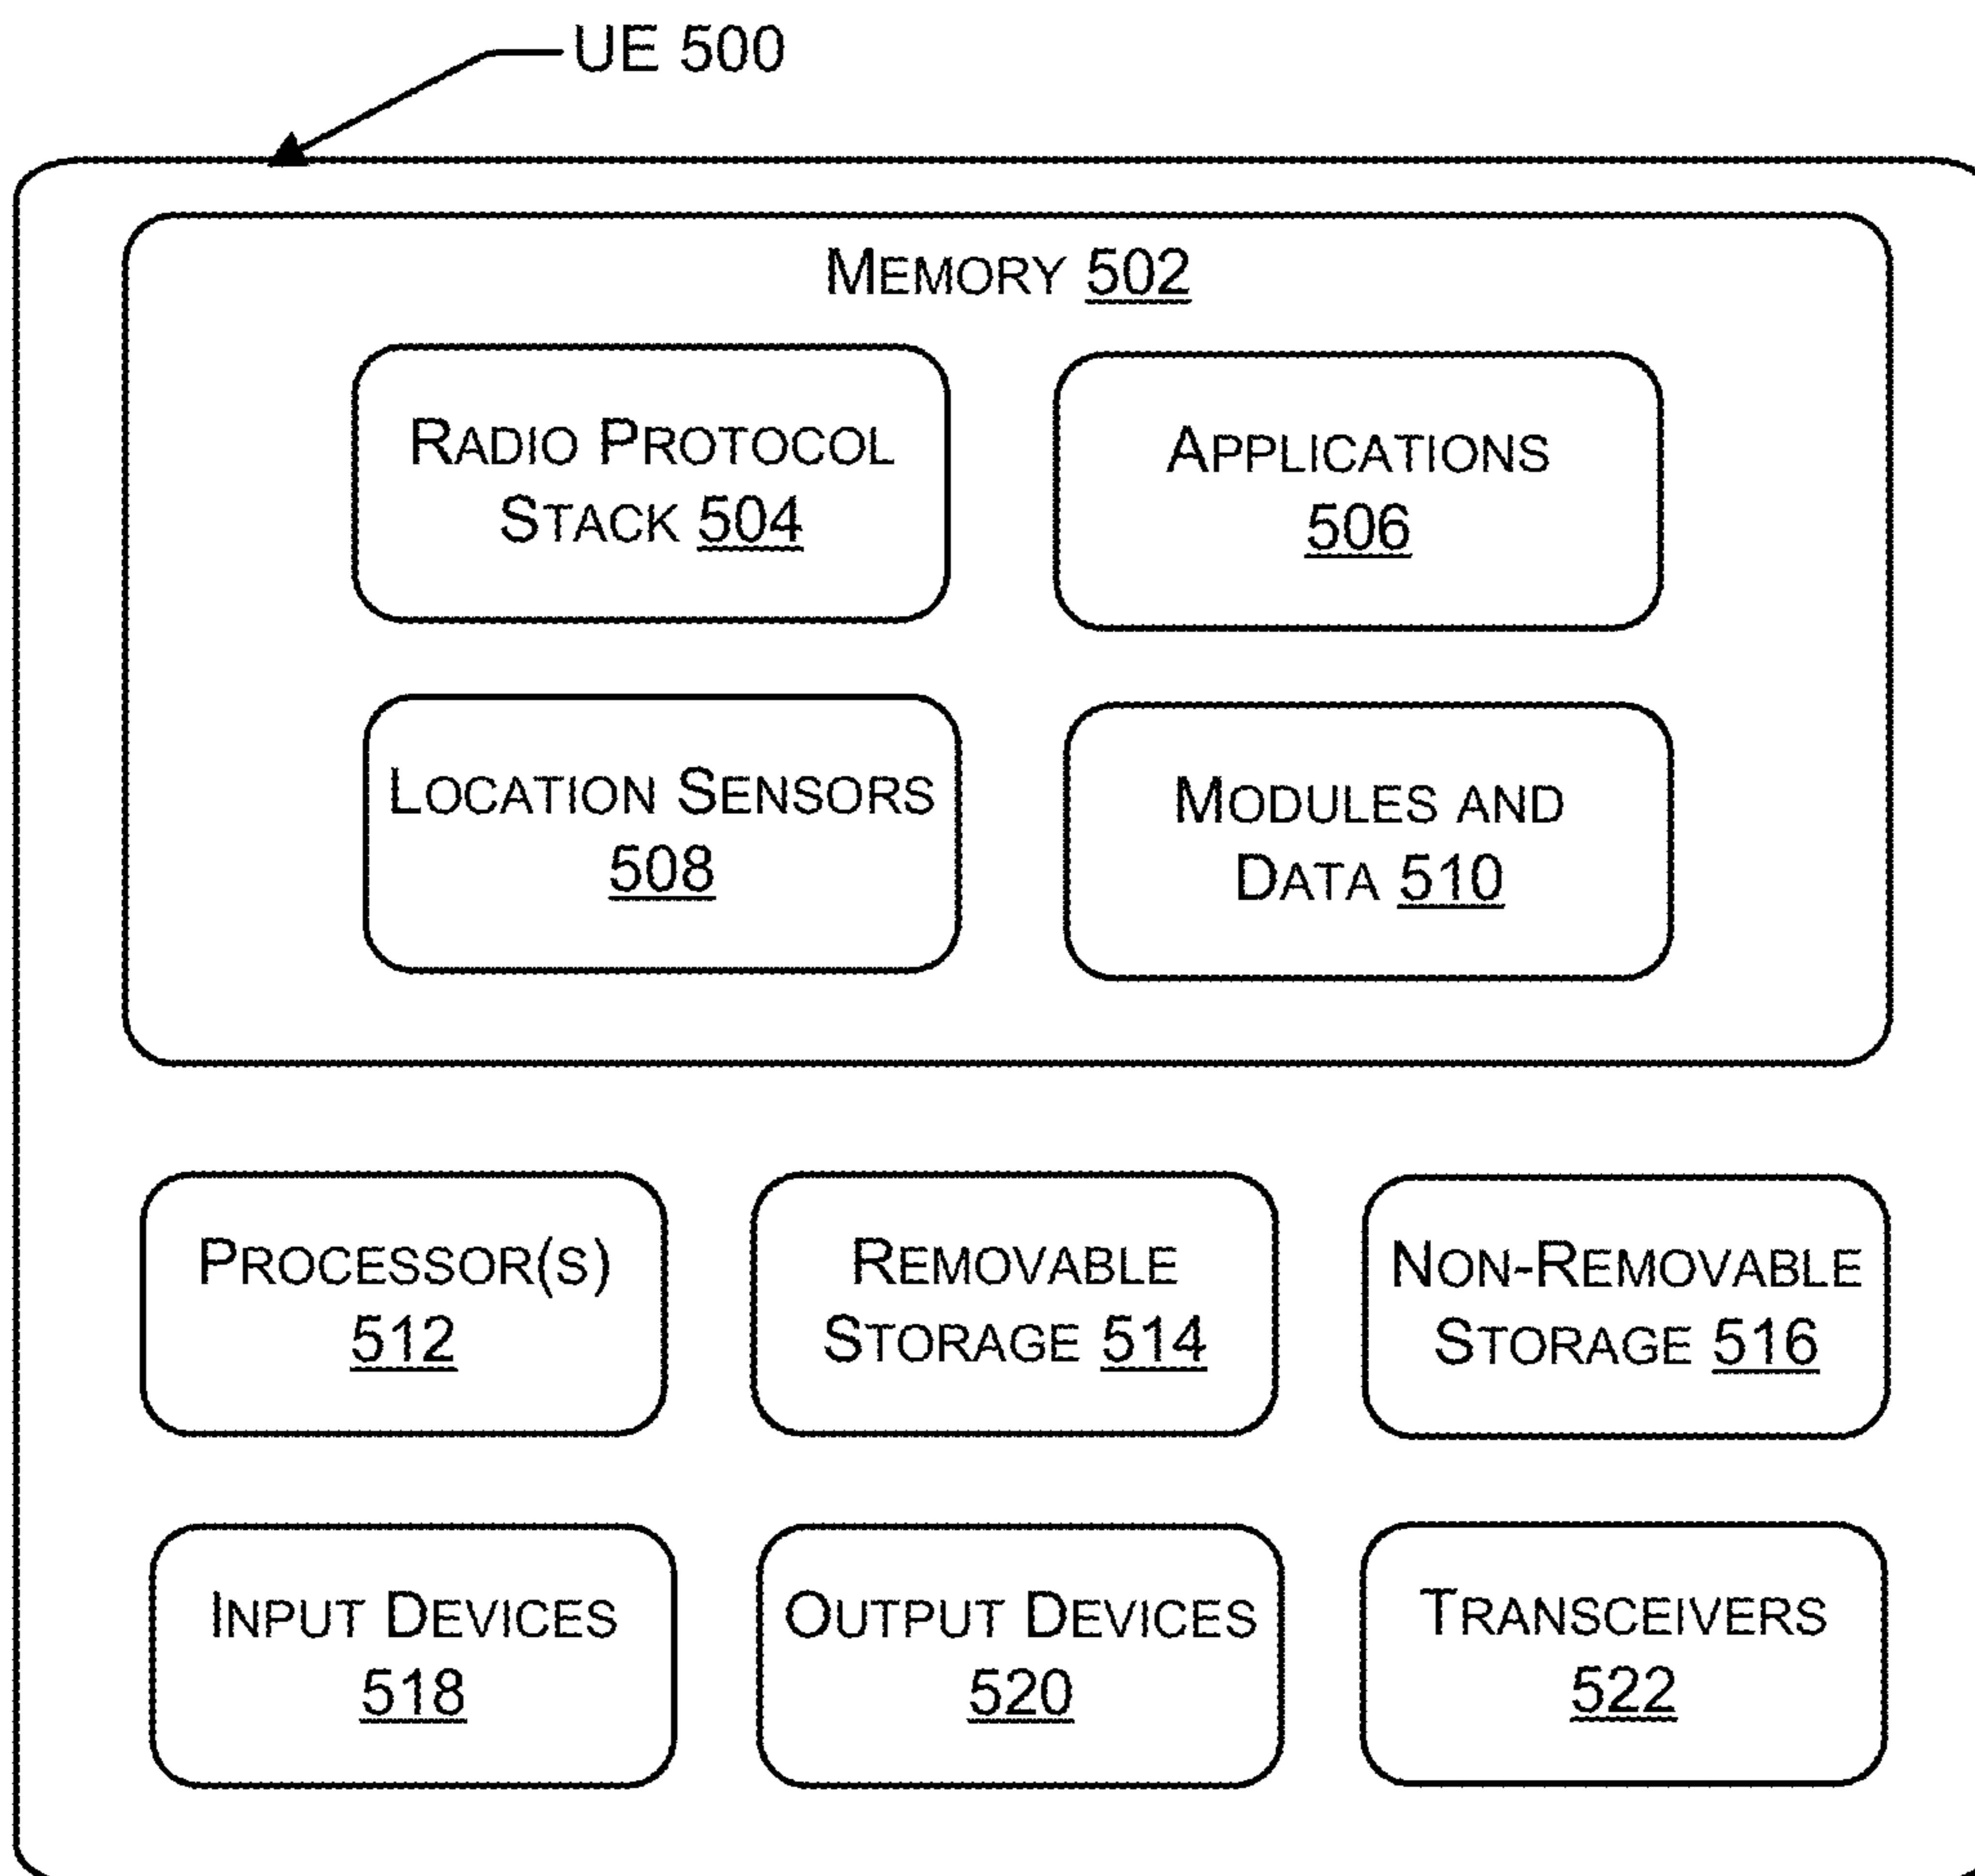 UE 500
MEMORY 502
RADIO PROTOCOL
STACK 504
APPLICATIONS
506
LOCATION SENSORS
508
MODULES AND
DATA 510
PROCESSOR(S)
512
REMOVABLE
STORAGE 514
NON-REMOVABLE
STORAGE 516
INPUT DEVICES
518
OUTPUT DEVICES
520
TRANSCEIVERS
522